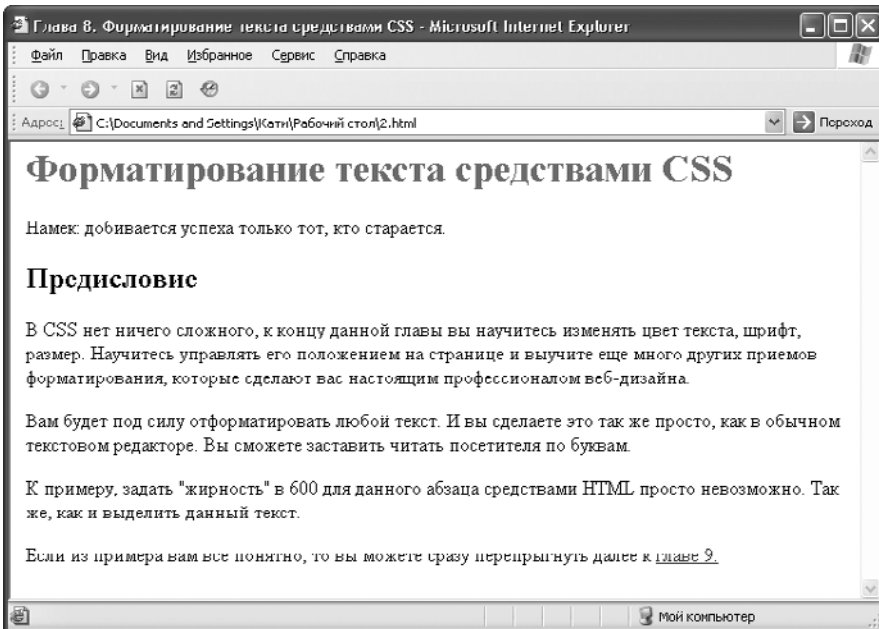 Глава 8. Форматирование текста средствами CSS - Microsoft Internet Explorer
Файл Правка Вид Избранное Сервис Справка
Адрес: C:\Documents and Settings\Катя\Рабочий стол\2.html Переход
Форматирование текста средствами CSS
Намек: добивается успеха только тот, кто старается.
Предисловие
В CSS нет ничего сложного, к концу данной главы вы научитесь изменять цвет текста, шрифт,
размер. Научитесь управлять его положением на странице и выучите еще много других приемов
форматирования, которые сделают вас настоящим профессионалом веб-дизайна.
Вам будет под силу отформатировать любой текст. И вы сделаете это так же просто, как в обычном
текстовом редакторе. Вы сможете заставить читать посетителя по буквам.
К примеру, задать "жирность" в 600 для данного абзаца средствами HTML просто невозможно. Так
же, как и выделить данный текст.
Если из примера вам все понятно, то вы можете сразу перепрыгнуть далее к главе 9.
Мой компьютер